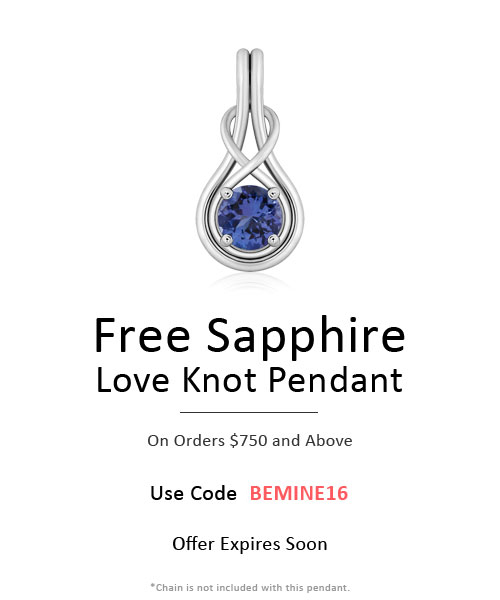 Free Sapphire
Love Knot Pendant
On Orders $750 and Above
Use Code BEMINE16
Offer Expires Soon
*Chain is not included with this pendant.